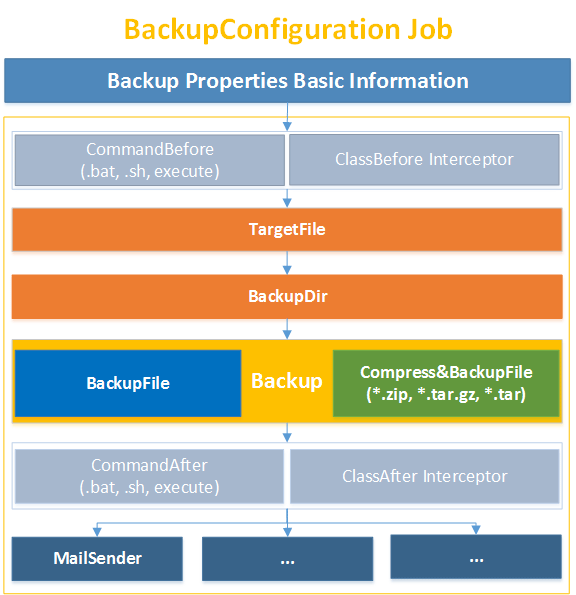 BackupConfiguration Job
Backup Properties Basic Information
CommandBefore
(.bat, .sh, execute)
ClassBefore Interceptor
TargetFile
BackupDir
BackupFile
Backup
Compress&BackupFile
(*.zip, *.tar.gz, *.tar)
CommandAfter
(.bat, .sh, execute)
ClassAfter Interceptor
MailSender
...
...